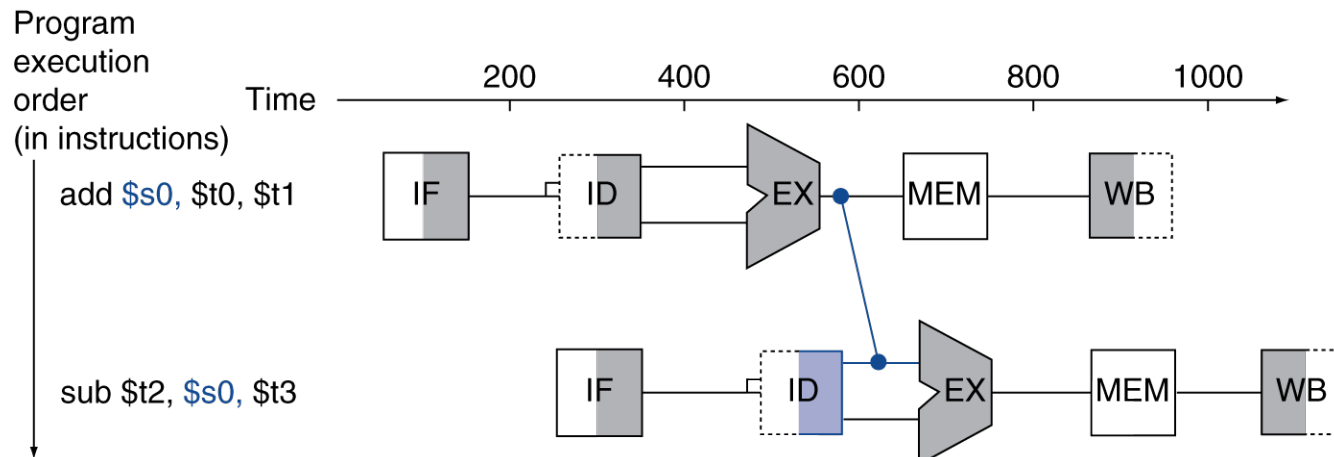 Program
execution
order
(in instructions)
Time
200 400 600 800 1000
add $s0, $t0, $t1
IF ID EX MEM WB
sub $t2, $s0, $t3
IF ID EX MEM WB